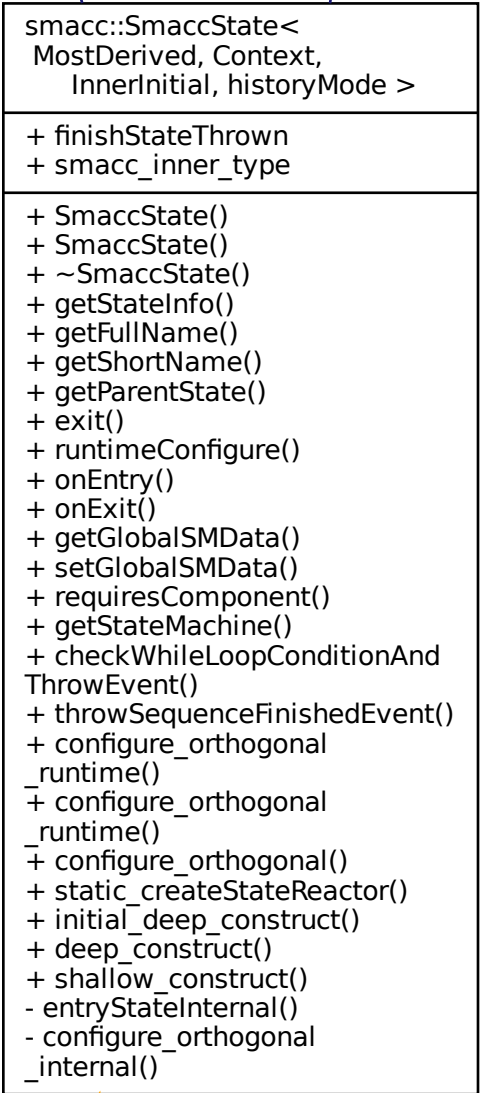 smacc::SmaccState<
MostDerived, Context,
InnerInitial, historyMode >
+ finishStateThrown
+ smacc_inner_type
+ SmaccState()
+ SmaccState()
+ ~SmaccState()
+ getStateInfo()
+ getFullName()
+ getShortName()
+ getParentState()
+ exit()
+ runtimeConfigure()
+ onEntry()
+ onExit()
+ getGlobalSMData()
+ setGlobalSMData()
+ requiresComponent()
+ getStateMachine()
+ checkWhileLoopConditionAnd
ThrowEvent()
+ throwSequenceFinishedEvent()
+ configure_orthogonal
_runtime()
+ configure_orthogonal
_runtime()
+ configure_orthogonal()
+ static_createStateReactor()
+ initial_deep_construct()
+ deep_construct()
+ shallow_construct()
- entryStateInternal()
- configure_orthogonal
_internal()